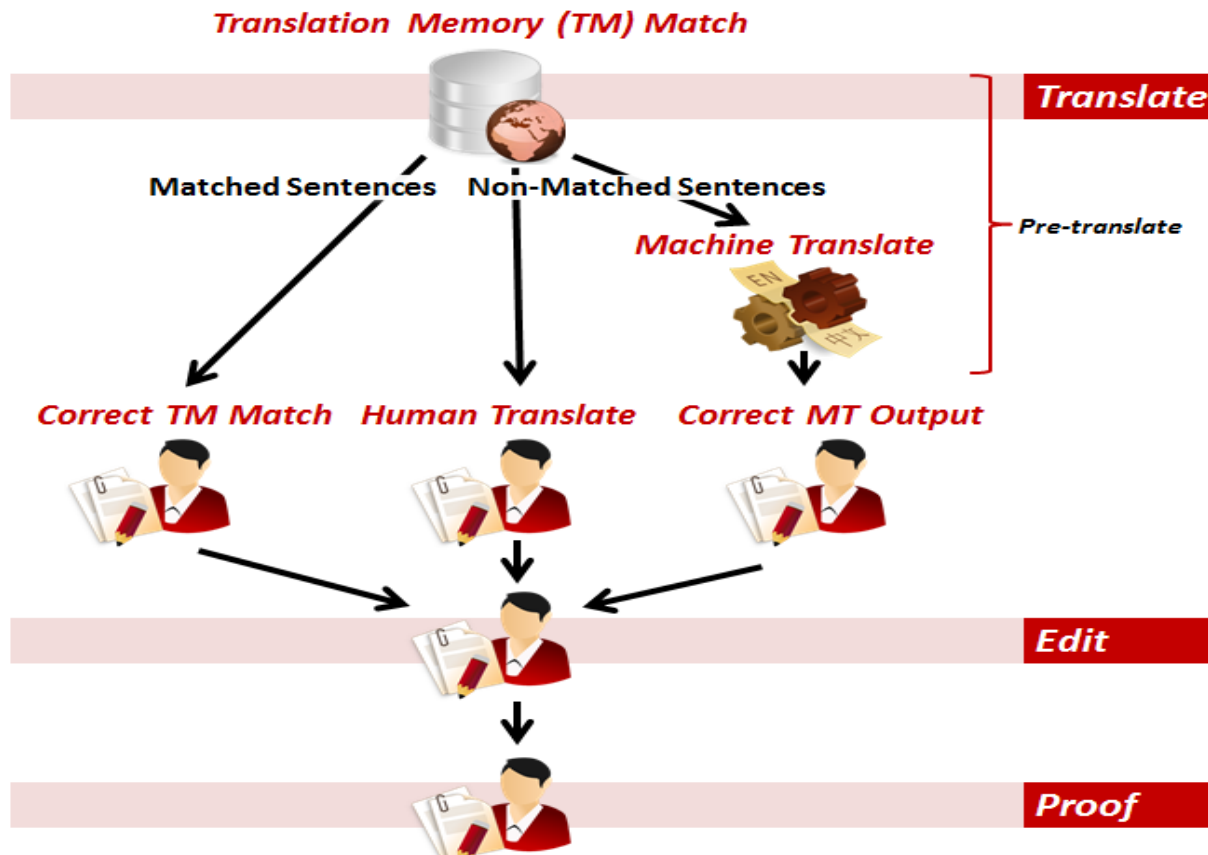 Translation Memory (TM) Match
Translate
Matched Sentences
Non-Matched Sentences
Pre-translate
Machine Translate
EN
中文
Correct TM Match
Human Translate
Correct MT Output
Edit
Proof